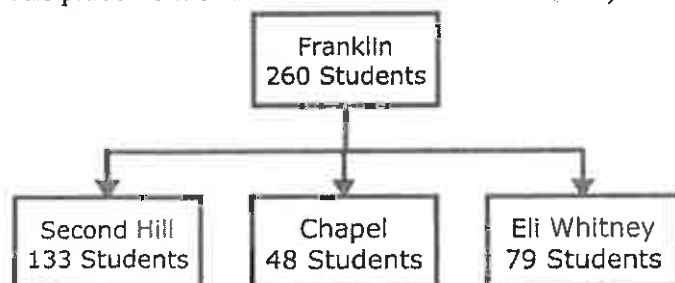 Franklin
260 Students
Second Hill
133 Students
Chapel
48 Students
Eli Whitney
79 Students